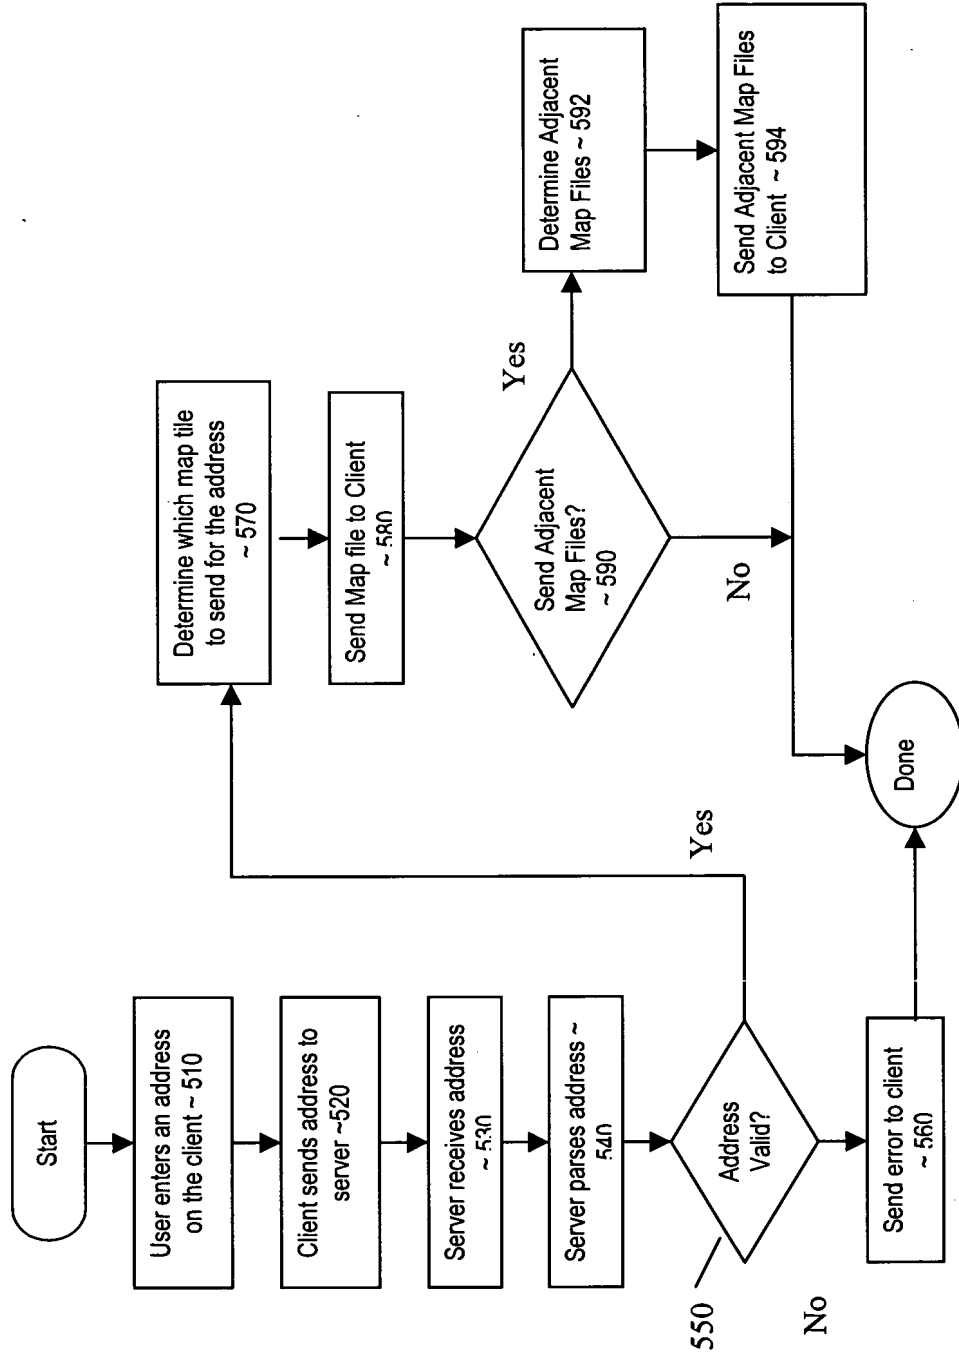 Start
User enters an address
on the client ~ 510
Client sends address to
server ~520
Server receives address
~ 530
Server parses address ~
540
Address
Valid?
550
Yes
No
Send error to client
~ 560
Determine which map tile
to send for the address
~ 570
Send Map file to Client
~ 580
Send Adjacent
Map Files?
~ 590
Yes
No
Determine Adjacent
Map Files ~ 592
Send Adjacent Map Files
to Client ~ 594
Done